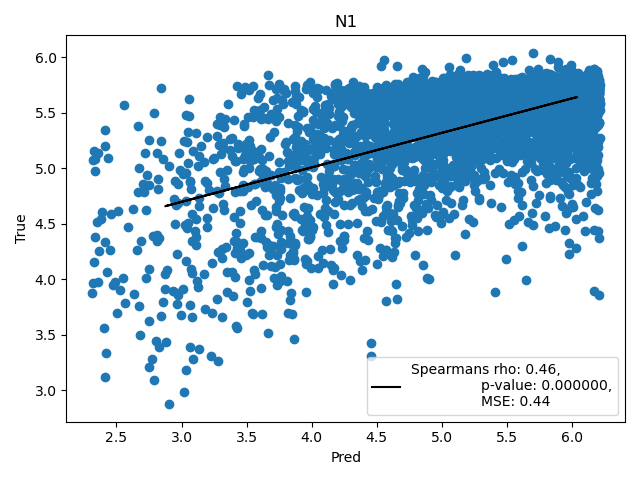 N1
True
6.0
5.5
5.0
4.5
4.0
3.5
3.0
Spearmans rho: 0.46,
p-value: 0.000000,
MSE: 0.44
2.5 3.0 3.5 4.0 4.5 5.0 5.5 6.0
Pred